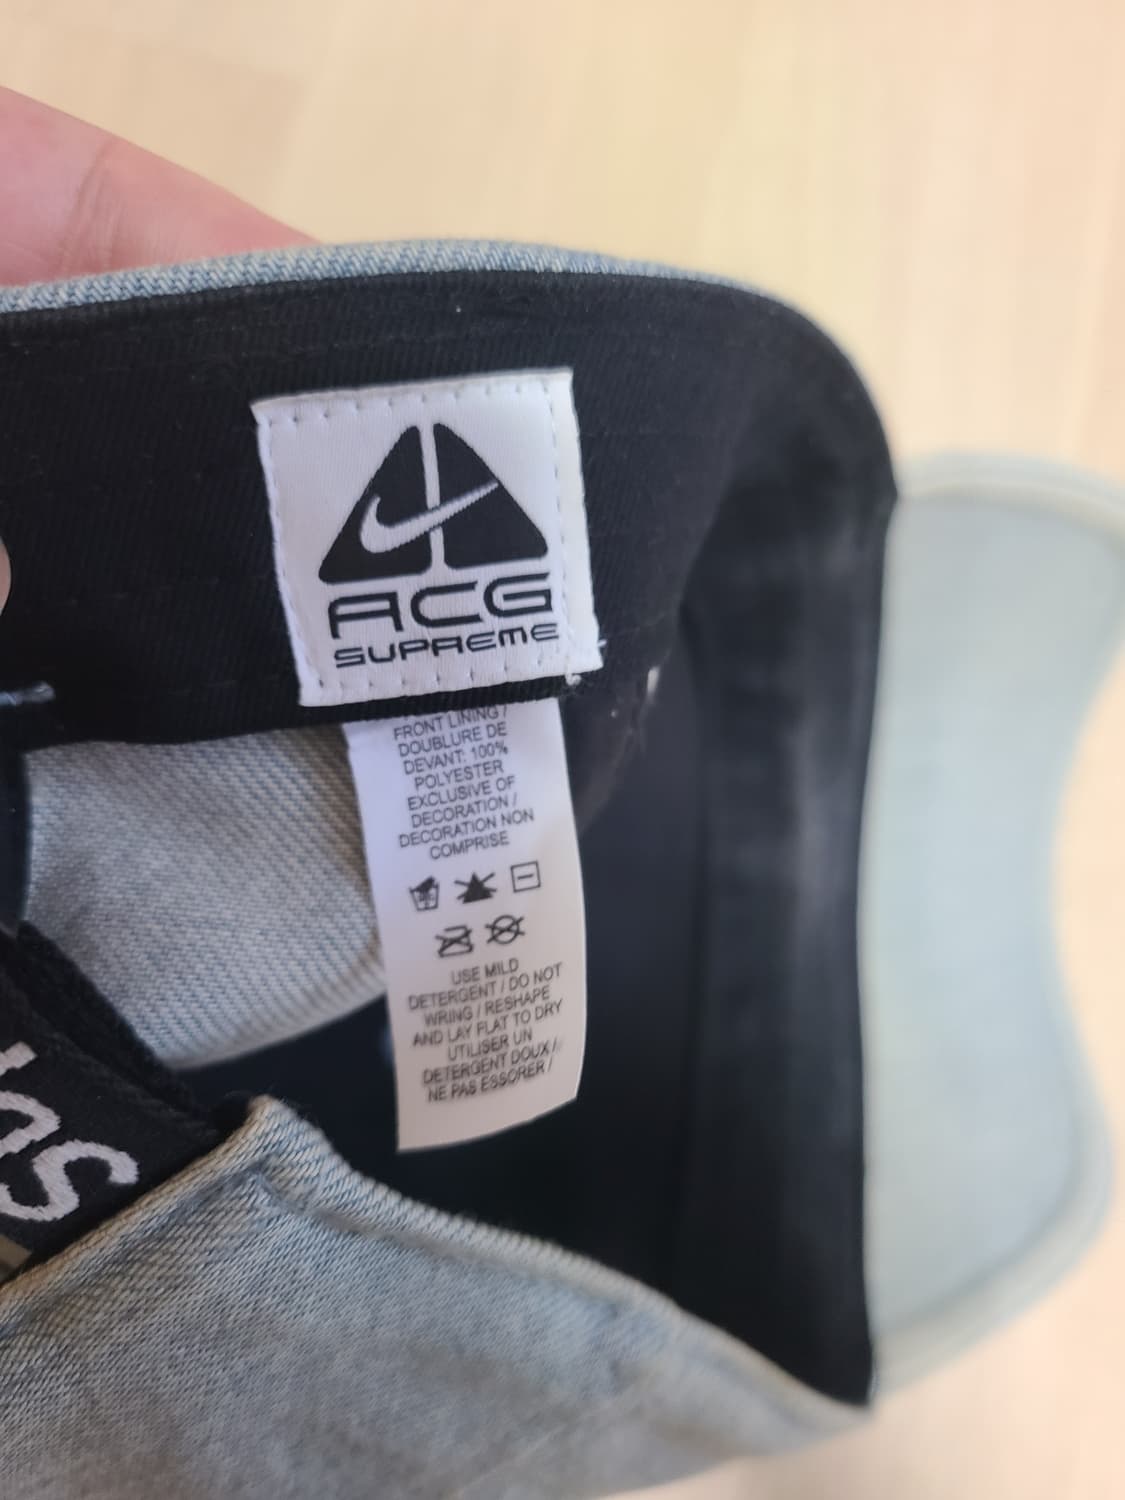 ACG
SUPREME
FRONT LINING /
DOUBLURE DE
DEVANT: 100%
POLYESTER
EXCLUSIVE OF
DECORATION /
DECORATION NON
COMPRISE
USE MILD
DETERGENT / DO NOT
WRING / RESHAPE
AND LAY FLAT TO DRY
UTILISER UN
DETERGENT DOUX /
NE PAS ESSORER /